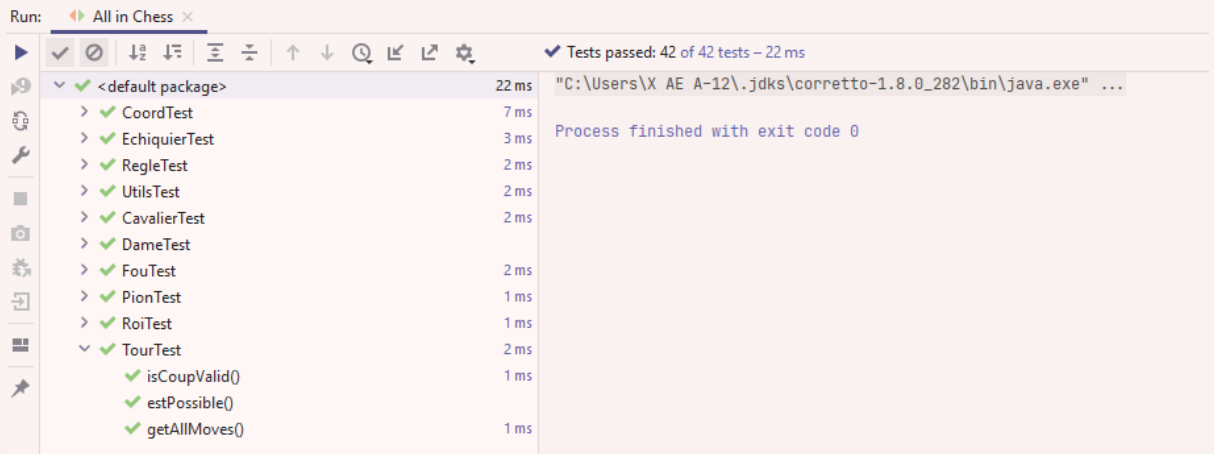 Run: All in Chess
Tests passed: 42 of 42 tests – 22 ms
<default package> 22 ms
CoordTest 7 ms
EchiquierTest 3 ms
RegleTest 2 ms
UtilsTest 2 ms
CavalierTest 2 ms
DameTest
FouTest 2 ms
PionTest 1 ms
RoiTest 1 ms
TourTest 2 ms
isCoupValid() 1 ms
estPossible()
getAllMoves() 1 ms
"C:\Users\X AE A-12\.jdks\corretto-1.8.0_282\bin\java.exe" ...
Process finished with exit code 0